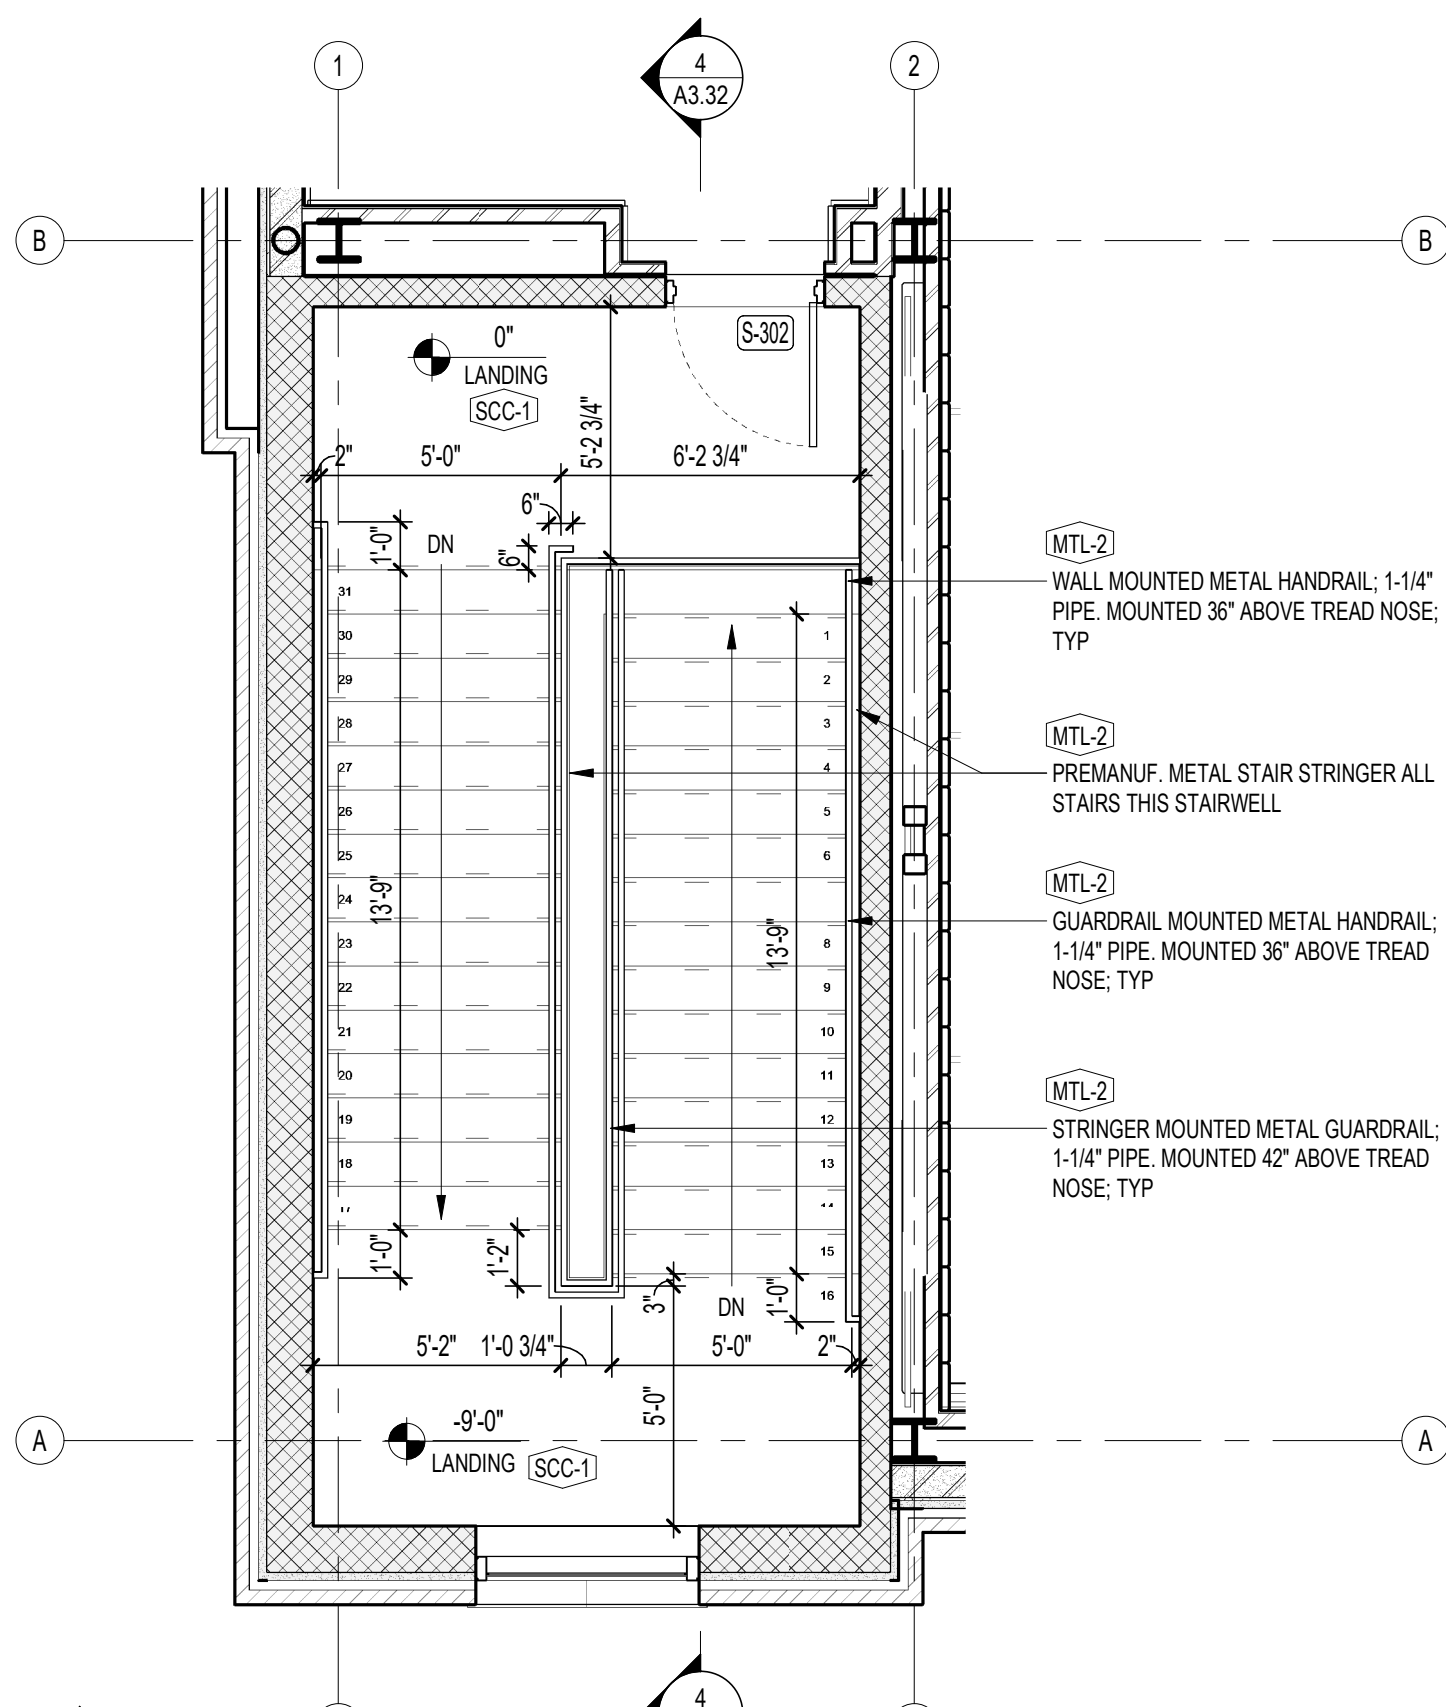 1
4
A3.32
2
B
B
0"
LANDING
SCC-1
S-302
2"
5'-0"
5'-2 3/4"
6'-2 3/4"
6"
1'-0"
DN
6"
31
30
29
28
27
26
25
24
23
22
21
20
19
18
13'-9"
1
2
3
4
5
6
8
9
10
11
12
13
14
15
16
13'-9"
MTL-2
WALL MOUNTED METAL HANDRAIL; 1-1/4"
PIPE. MOUNTED 36" ABOVE TREAD NOSE;
TYP
MTL-2
PREMANUF. METAL STAIR STRINGER ALL
STAIRS THIS STAIRWELL
MTL-2
GUARDRAIL MOUNTED METAL HANDRAIL;
1-1/4" PIPE. MOUNTED 36" ABOVE TREAD
NOSE; TYP
MTL-2
STRINGER MOUNTED METAL GUARDRAIL;
1-1/4" PIPE. MOUNTED 42" ABOVE TREAD
NOSE; TYP
1'-0"
1'-2"
3"
DN
1'-0"
5'-2"
1'-0 3/4"
5'-0"
2"
5'-0"
A
A
-9'-0"
LANDING
SCC-1
4